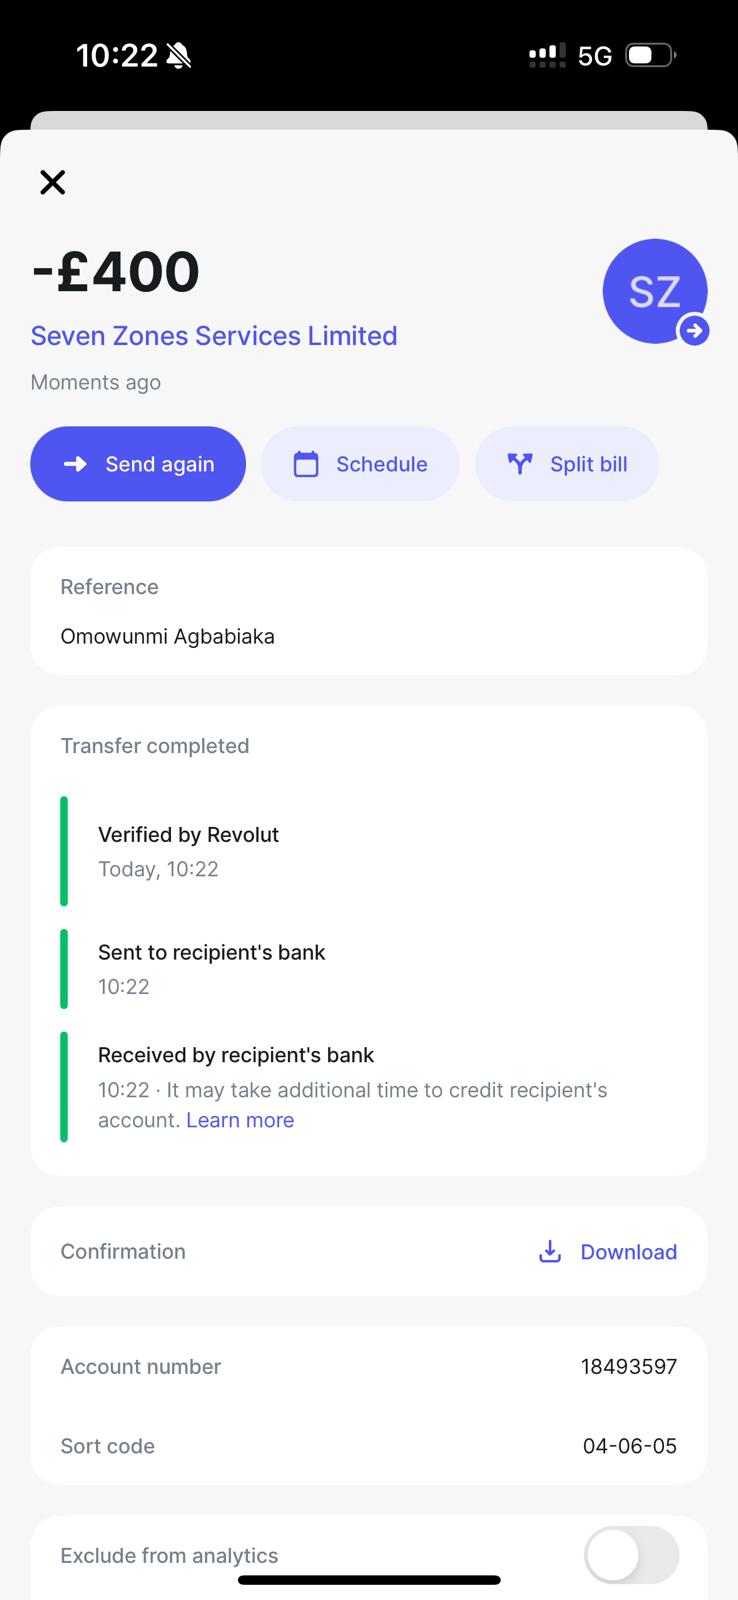 10:22
5G
-£400
SZ
Seven Zones Services Limited
Moments ago
Send again
Schedule
Split bill
Reference
Omowunmi Agbabiaka
Transfer completed
Verified by Revolut
Today, 10:22
Sent to recipient's bank
10:22
Received by recipient's bank
10:22 · It may take additional time to credit recipient's
account. Learn more
Confirmation
Download
Account number
18493597
Sort code
04-06-05
Exclude from analytics